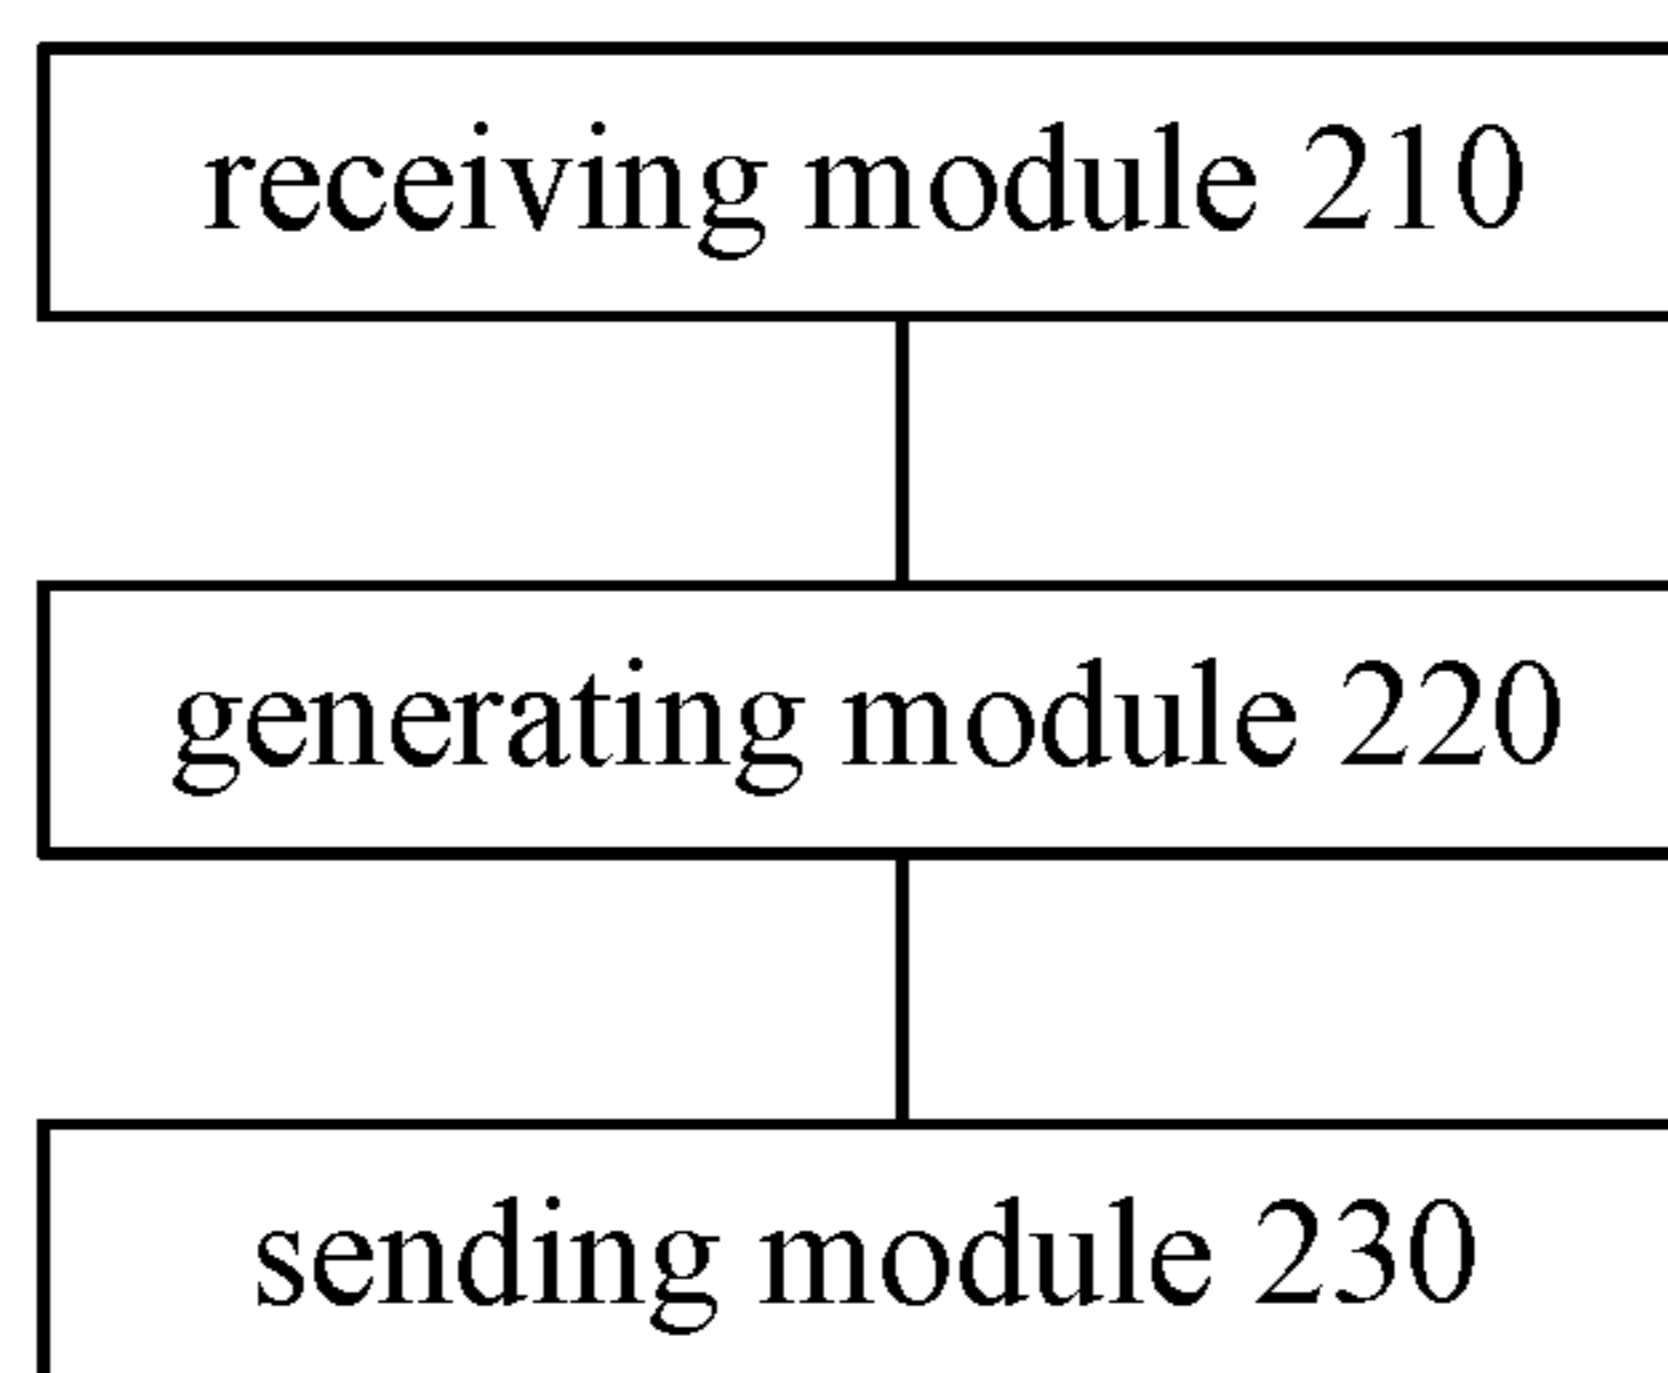 receiving module 210
generating module 220
sending module 230